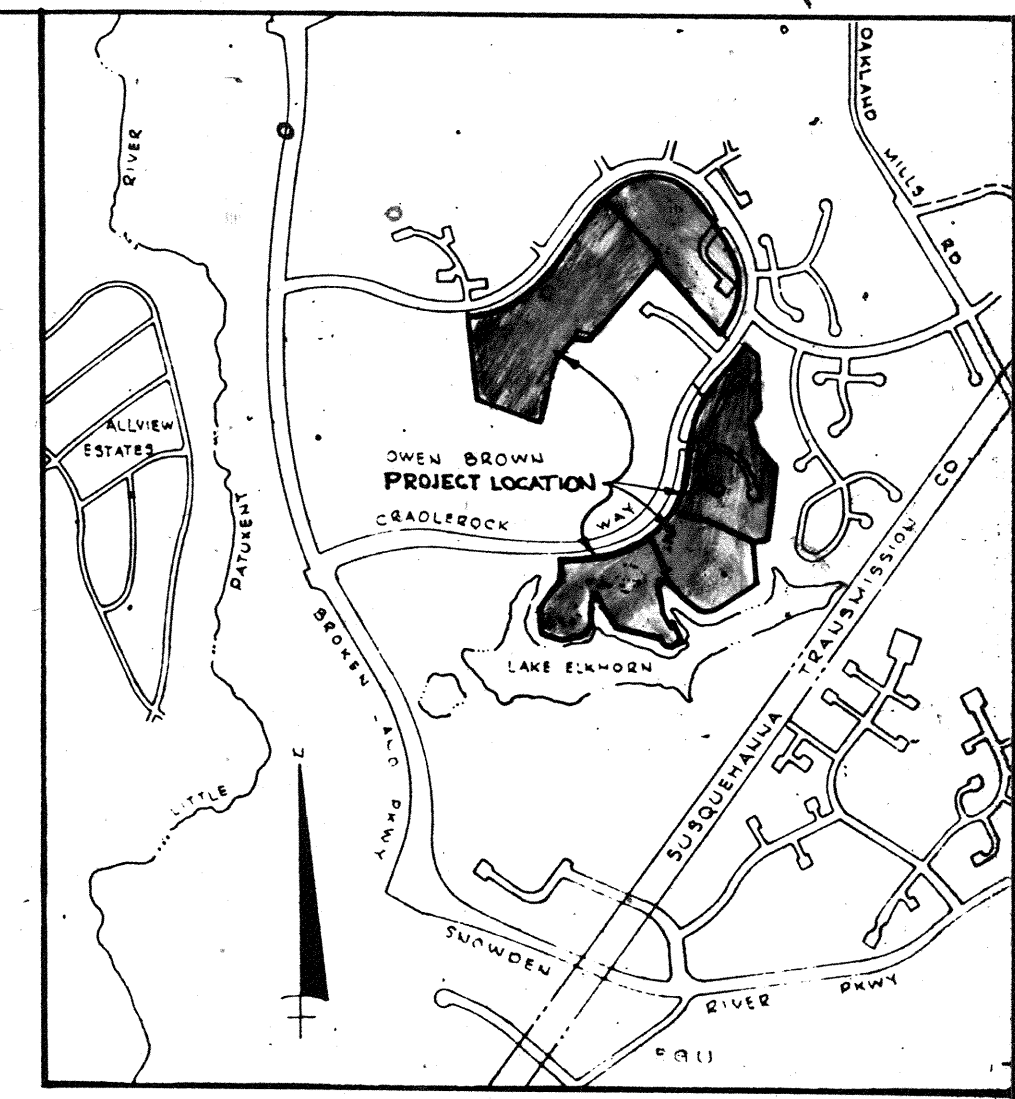 OAKLAND
MILLS
RD
RIVER
ALLVIEW
ESTATES
PATUXENT
OWEN BROWN
PROJECT LOCATION
CRADLEROCK
WAY
LAKE ELKHORN
BROKEN
PKWY
SUSQUEHANNA TRANSMISSION CO
LITTLE
SNOWDEN
RIVER
PKWY